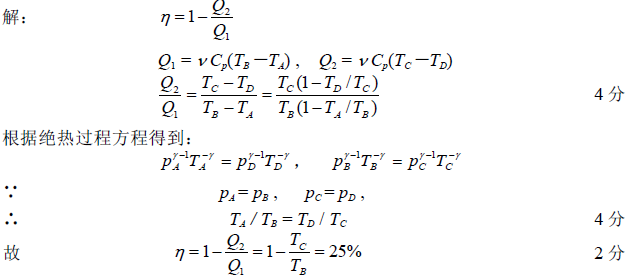 解: η = 1 − Q₂/Q₁
Q₁ = ν Cₚ(T_B − T_A) , Q₂ = ν Cₚ(T_C − T_D)
Q₂/Q₁ = (T_C − T_D)/(T_B − T_A) = T_C(1 − T_D / T_C)/T_B(1 − T_A / T_B) 4 分
根据绝热过程方程得到:
p_A^{γ−1} T_A^{−γ} = p_D^{γ−1} T_D^{−γ} , p_B^{γ−1} T_B^{−γ} = p_C^{γ−1} T_C^{−γ}
∵ p_A = p_B , p_C = p_D ,
∴ T_A / T_B = T_D / T_C 4 分
故 η = 1 − Q₂/Q₁ = 1 − T_C/T_B = 25% 2 分